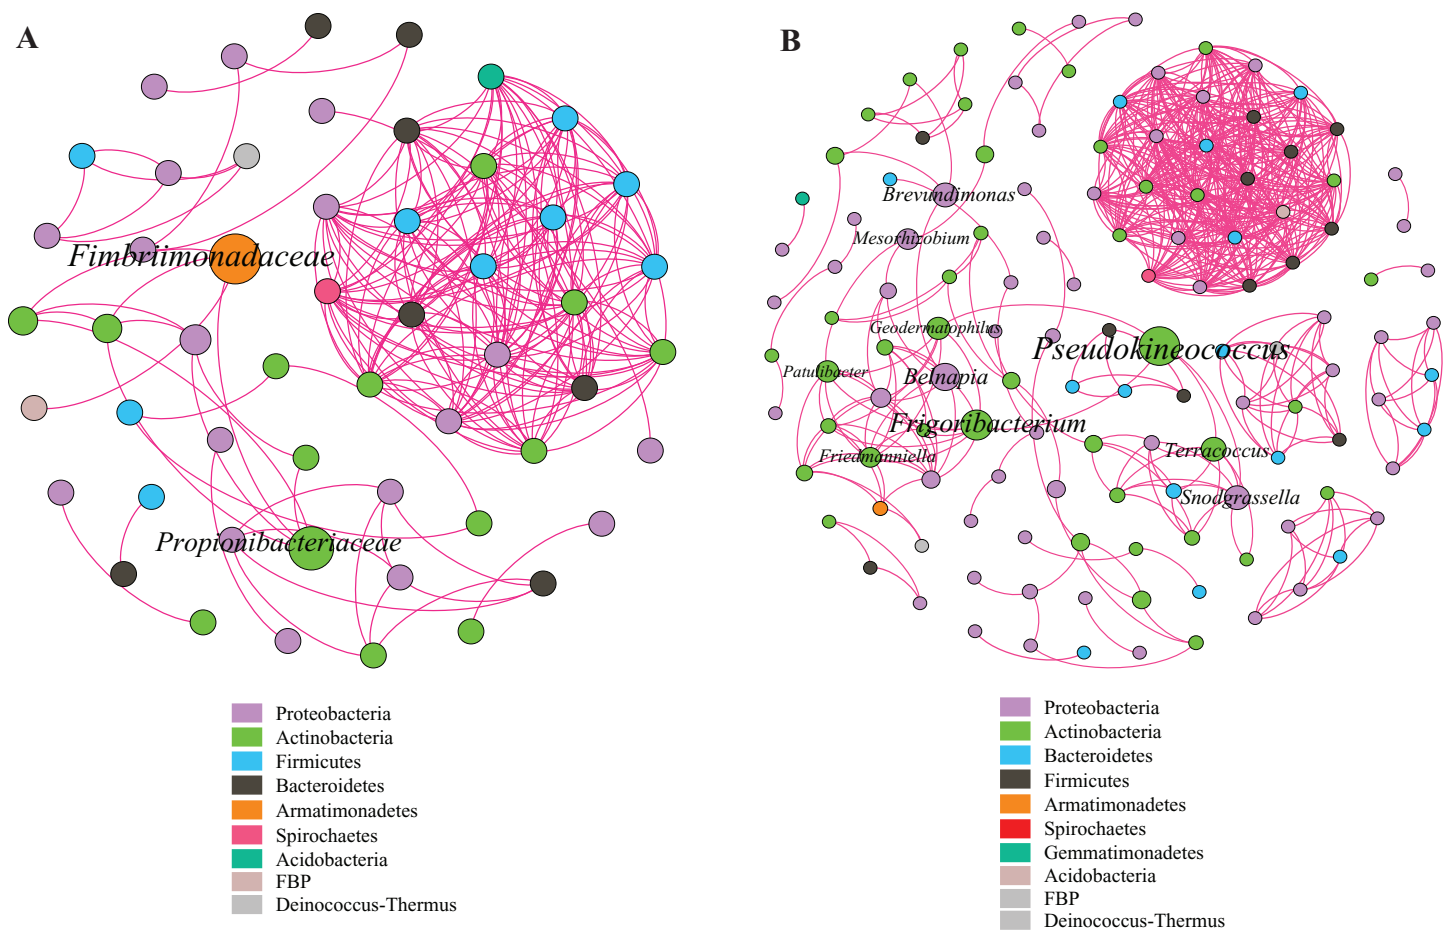 A
Fimbriimonadaceae
Propionibacteriaceae
Proteobacteria
Actinobacteria
Firmicutes
Bacteroidetes
Armatimonadetes
Spirochaetes
Acidobacteria
FBP
Deinococcus-Thermus
B
Brevundimonas
Mesorhizobium
Geodermatophilus
Pseudokineococcus
Patulibacter
Belnapia
Frigoribacterium
Friedmanniella
Terracoccus
Snodgrassella
Proteobacteria
Actinobacteria
Bacteroidetes
Firmicutes
Armatimonadetes
Spirochaetes
Gemmatimonadetes
Acidobacteria
FBP
Deinococcus-Thermus